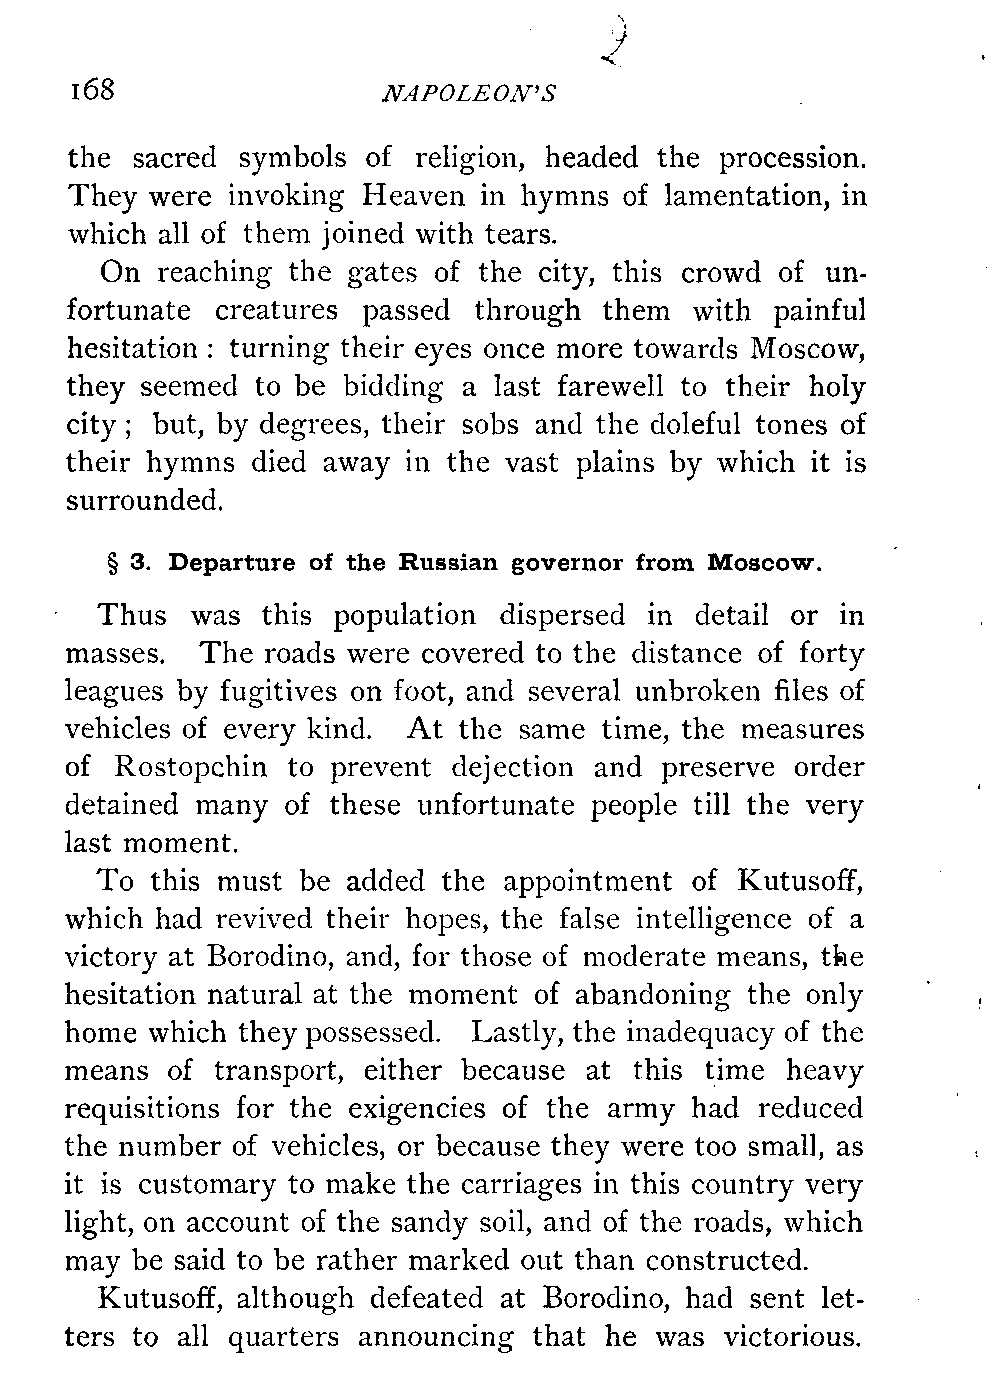 168 NAPOLEON'S
the sacred symbols of religion, headed the procession.
They were invoking Heaven in hymns of lamentation, in
which all of them joined with tears.
On reaching the gates of the city, this crowd of un-
fortunate creatures passed through them with painful
hesitation : turning their eyes once more towards Moscow,
they seemed to be bidding a last farewell to their holy
city ; but, by degrees, their sobs and the doleful tones of
their hymns died away in the vast plains by which it is
surrounded.
§ 3. Departure of the Russian governor from Moscow.
Thus was this population dispersed in detail or in
masses. The roads were covered to the distance of forty
leagues by fugitives on foot, and several unbroken files of
vehicles of every kind. At the same time, the measures
of Rostopchin to prevent dejection and preserve order
detained many of these unfortunate people till the very
last moment.
To this must be added the appointment of Kutusoff,
which had revived their hopes, the false intelligence of a
victory at Borodino, and, for those of moderate means, the
hesitation natural at the moment of abandoning the only
home which they possessed. Lastly, the inadequacy of the
means of transport, either because at this time heavy
requisitions for the exigencies of the army had reduced
the number of vehicles, or because they were too small, as
it is customary to make the carriages in this country very
light, on account of the sandy soil, and of the roads, which
may be said to be rather marked out than constructed.
Kutusoff, although defeated at Borodino, had sent let-
ters to all quarters announcing that he was victorious.